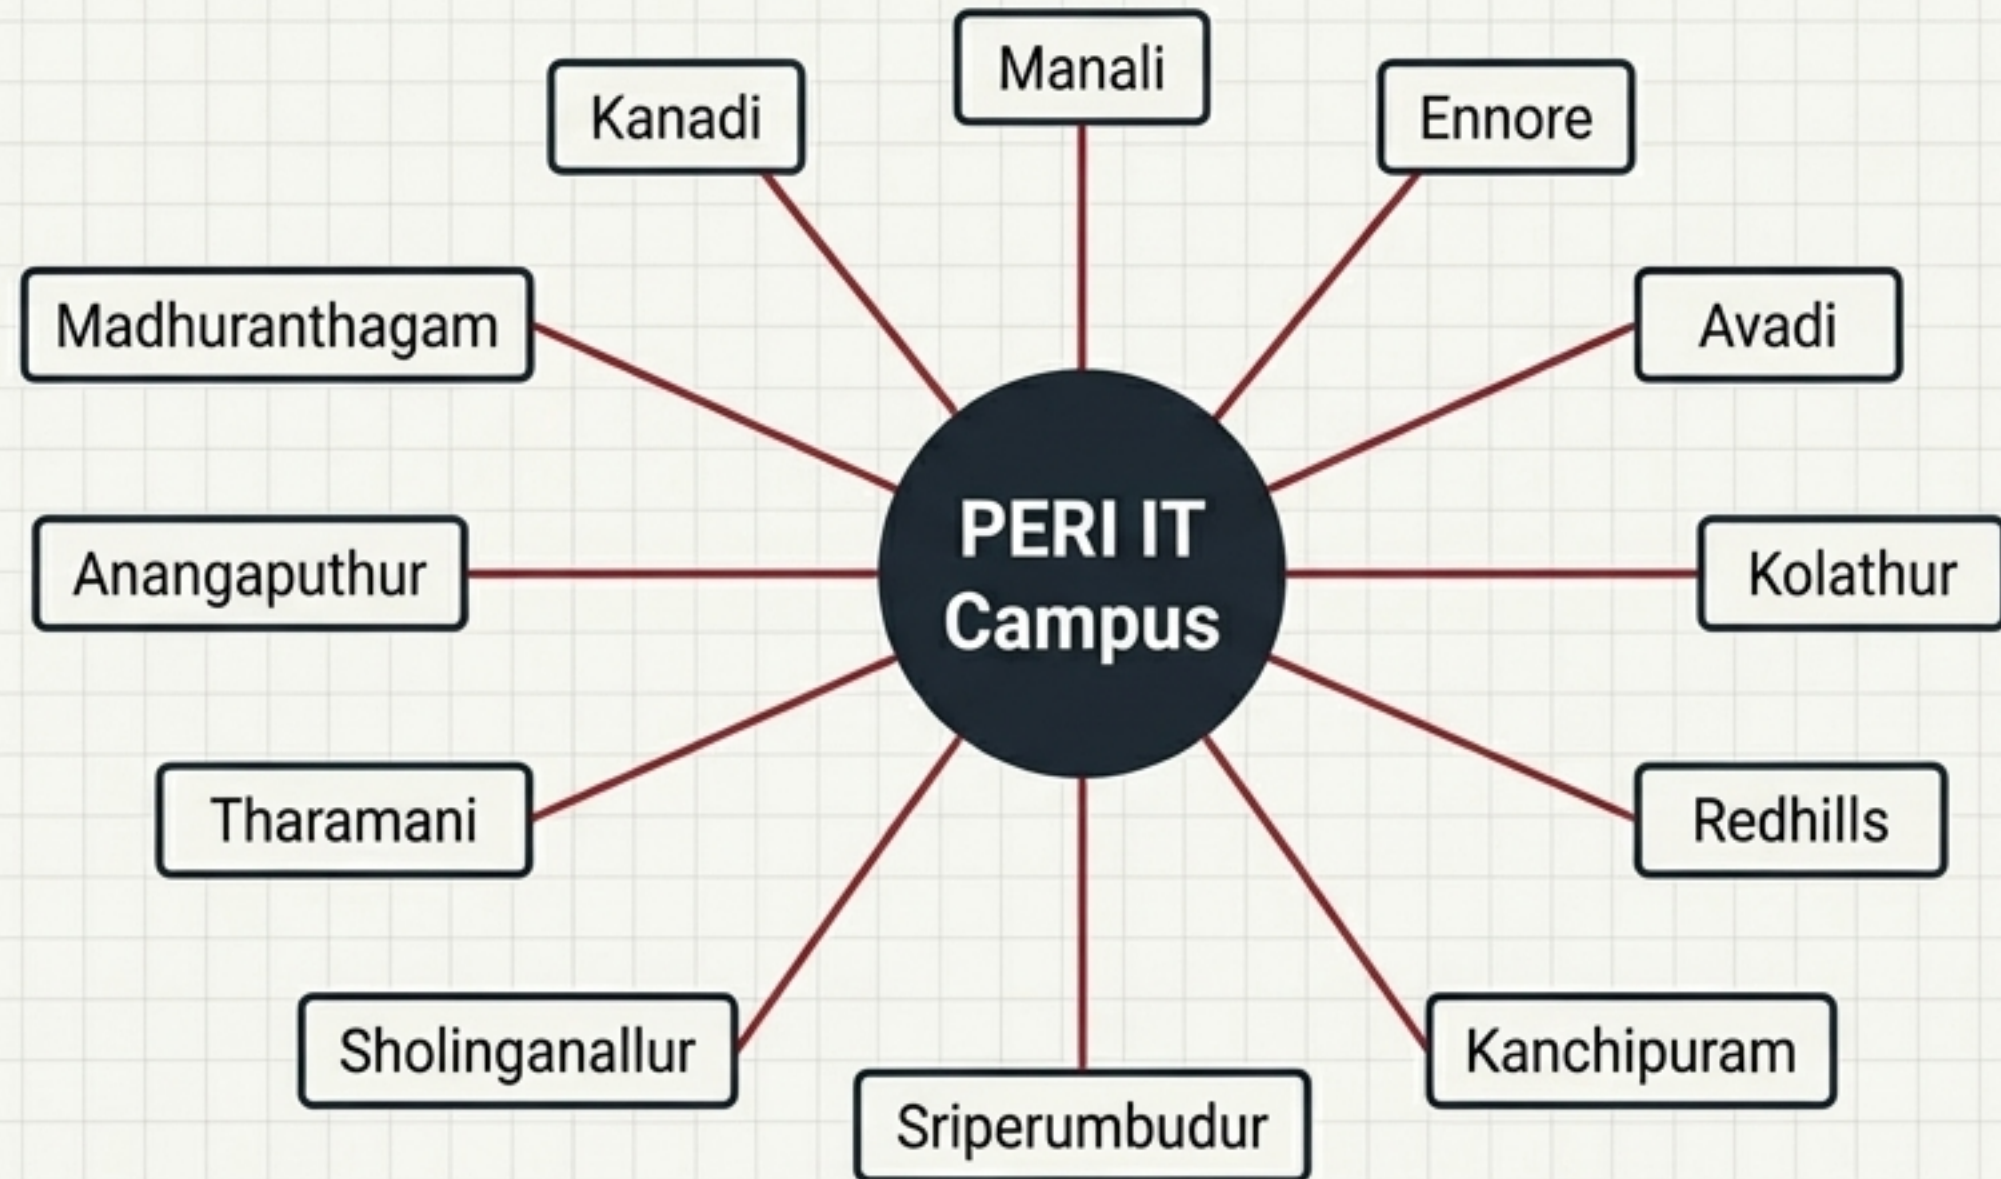 Manali
Kanadi
Ennore
Madhuranthagam
Avadi
PERI IT
Campus
Anangaputhur
Kolathur
Tharamani
Redhills
Sholinganallur
Kanchipuram
Sriperumbudur